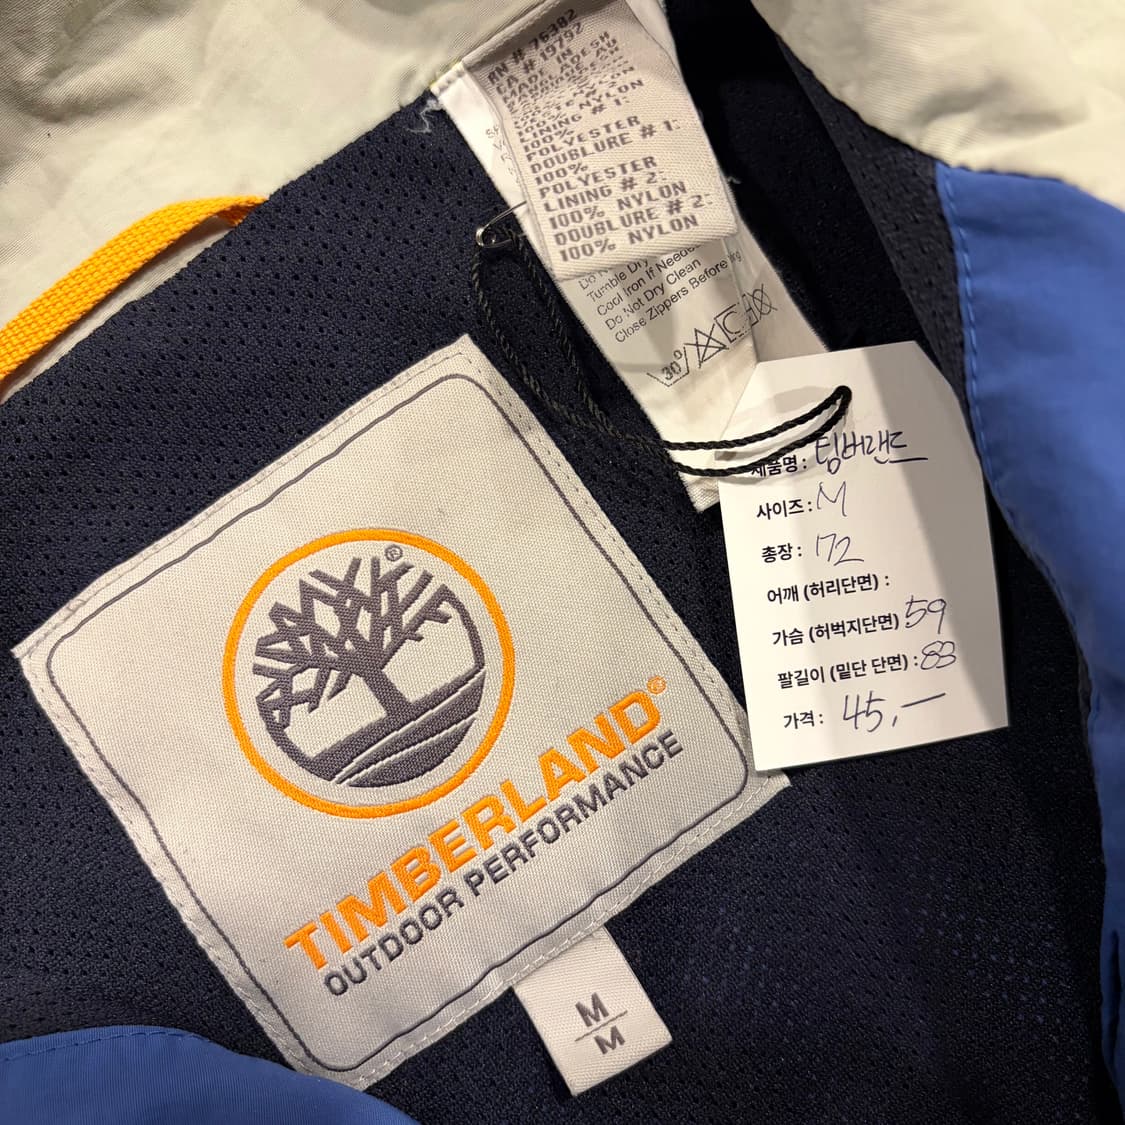 RN # 76382
CA # 19792
MADE IN
100% NYLON
LINING # 1:
100%
POLYESTER
DOUBLURE # 1:
100%
POLYESTER
LINING # 2:
100% NYLON
DOUBLURE # 2:
100% NYLON
Tumble Dry
Cool Iron If Needed
Do Not Dry Clean
Close Zippers Before
30°
제품명: 팀버랜드
사이즈: M
총장: 172
어깨 (허리단면) :
가슴 (허벅지단면) 59
팔길이 (밑단 단면) : 88
가격: 45,-
®
TIMBERLAND®
OUTDOOR PERFORMANCE
M
M